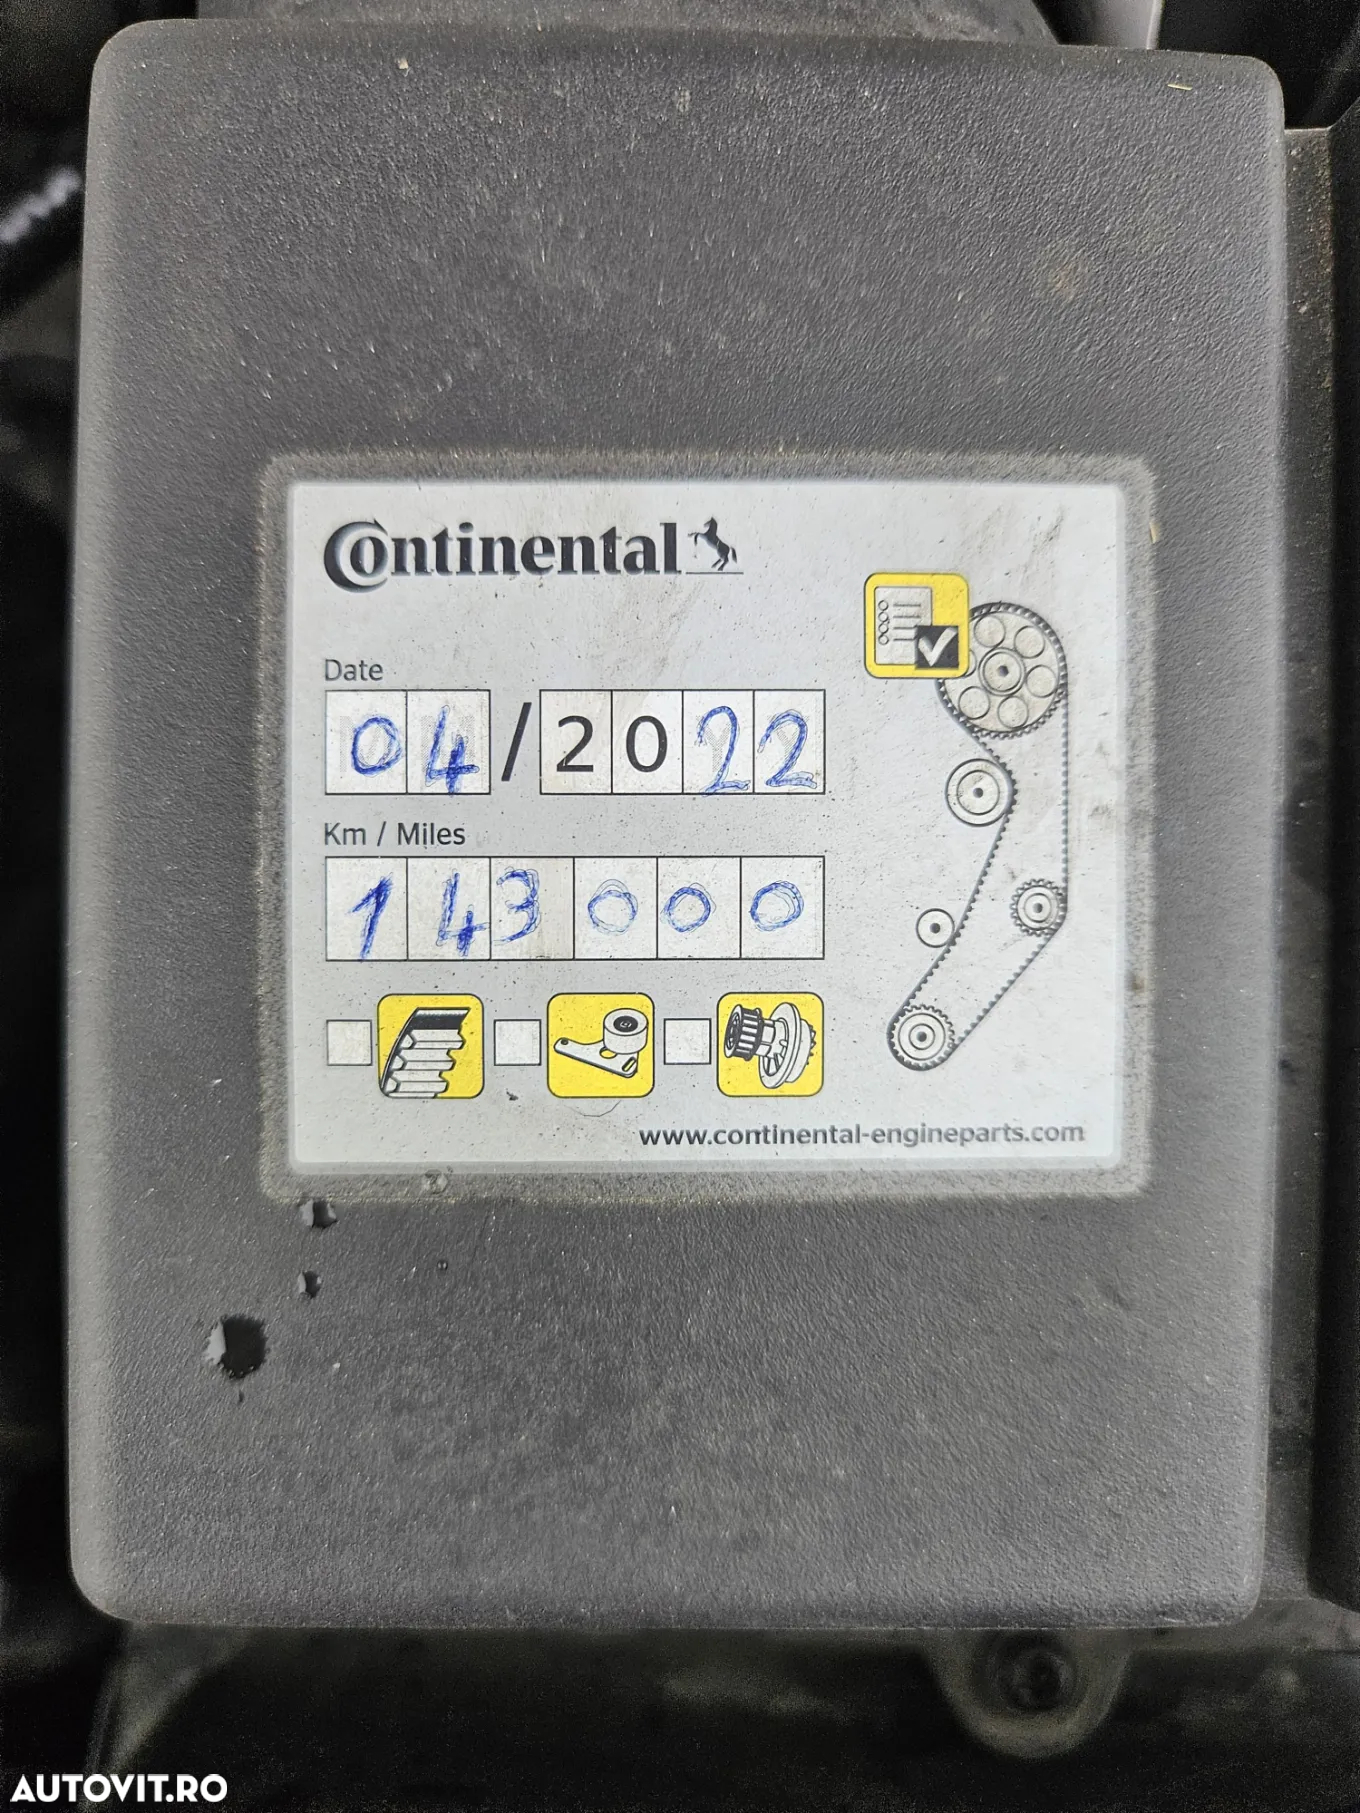 Continental
Date
04/2022
Km / Miles
143000
www.continental-engineparts.com
AUTOVIT.RO